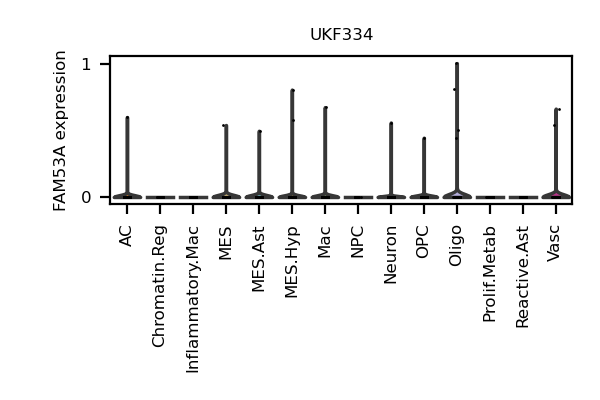 UKF334
FAM53A expression
1
0
AC
Chromatin.Reg
Inflammatory.Mac
MES
MES.Ast
MES.Hyp
Mac
NPC
Neuron
OPC
Oligo
Prolif.Metab
Reactive.Ast
Vasc